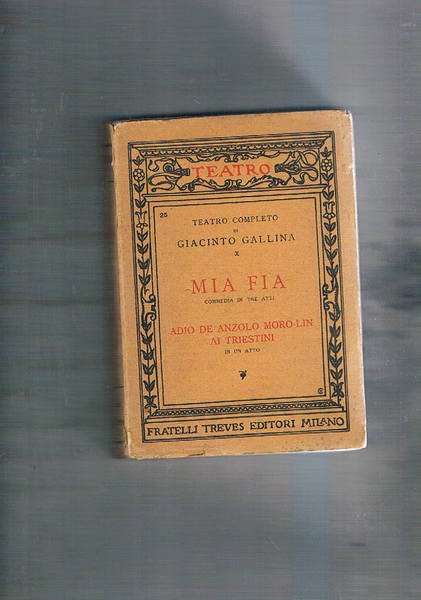 TEATRO
25
TEATRO COMPLETO
DI
GIACINTO GALLINA
X
MIA FIA
COMMEDIA IN TRE ATTI
ADIO DE ANZOLO MORO-LIN
AI TRIESTINI
IN UN ATTO
FRATELLI TREVES EDITORI MILANO